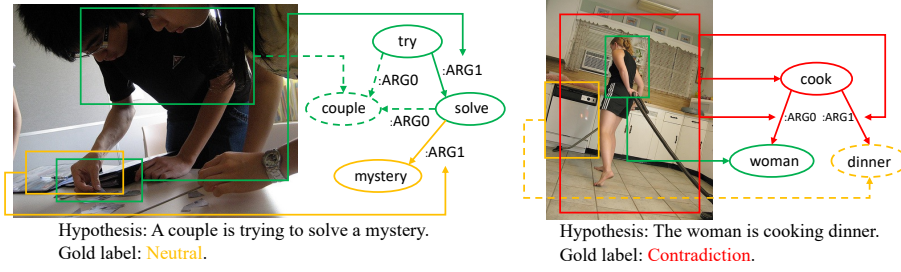 try
:ARG0
:ARG1
couple
solve
:ARG0
:ARG1
mystery
Hypothesis: A couple is trying to solve a mystery.
Gold label: Neutral.
cook
:ARG0 :ARG1
woman
dinner
Hypothesis: The woman is cooking dinner.
Gold label: Contradiction.